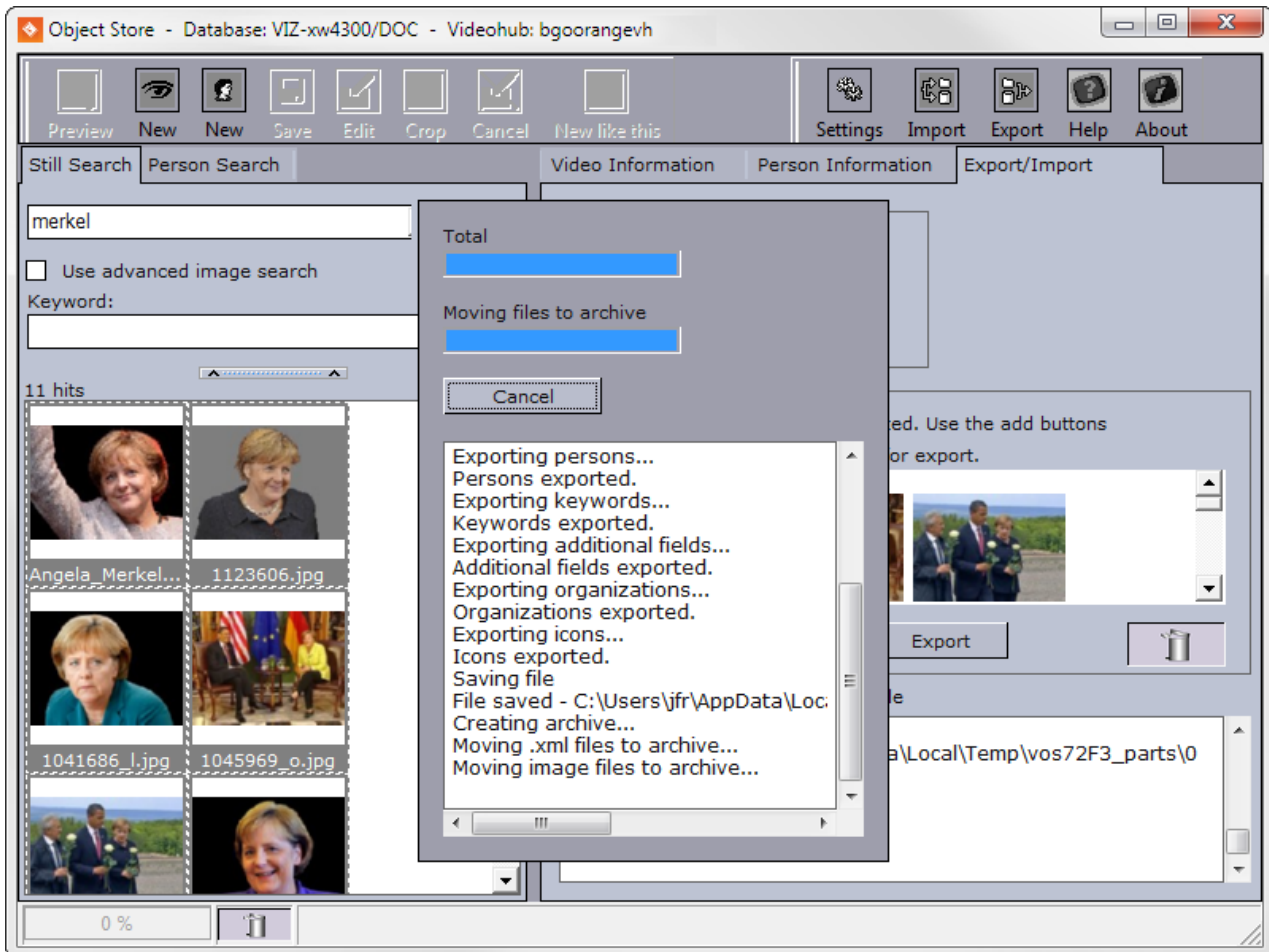 Object Store - Database: VIZ-xw4300/DOC - Videohub: bgoorangevh
Preview New New Save Edit Crop Cancel New like this Settings Import Export Help About
Still Search Person Search Video Information Person Information Export/Import
merkel
Use advanced image search
Keyword:
11 hits
Angela_Merkel... 1123606.jpg
1041686_l.jpg 1045969_o.jpg
Total
Moving files to archive
Cancel
Exporting persons...
Persons exported.
Exporting keywords...
Keywords exported.
Exporting additional fields...
Additional fields exported.
Exporting organizations...
Organizations exported.
Exporting icons...
Icons exported.
Saving file
File saved - C:\Users\jfr\AppData\Loc
Creating archive...
Moving .xml files to archive...
Moving image files to archive...
ed. Use the add buttons
or export.
Export
le
a\Local\Temp\vos72F3_parts\0
0 %